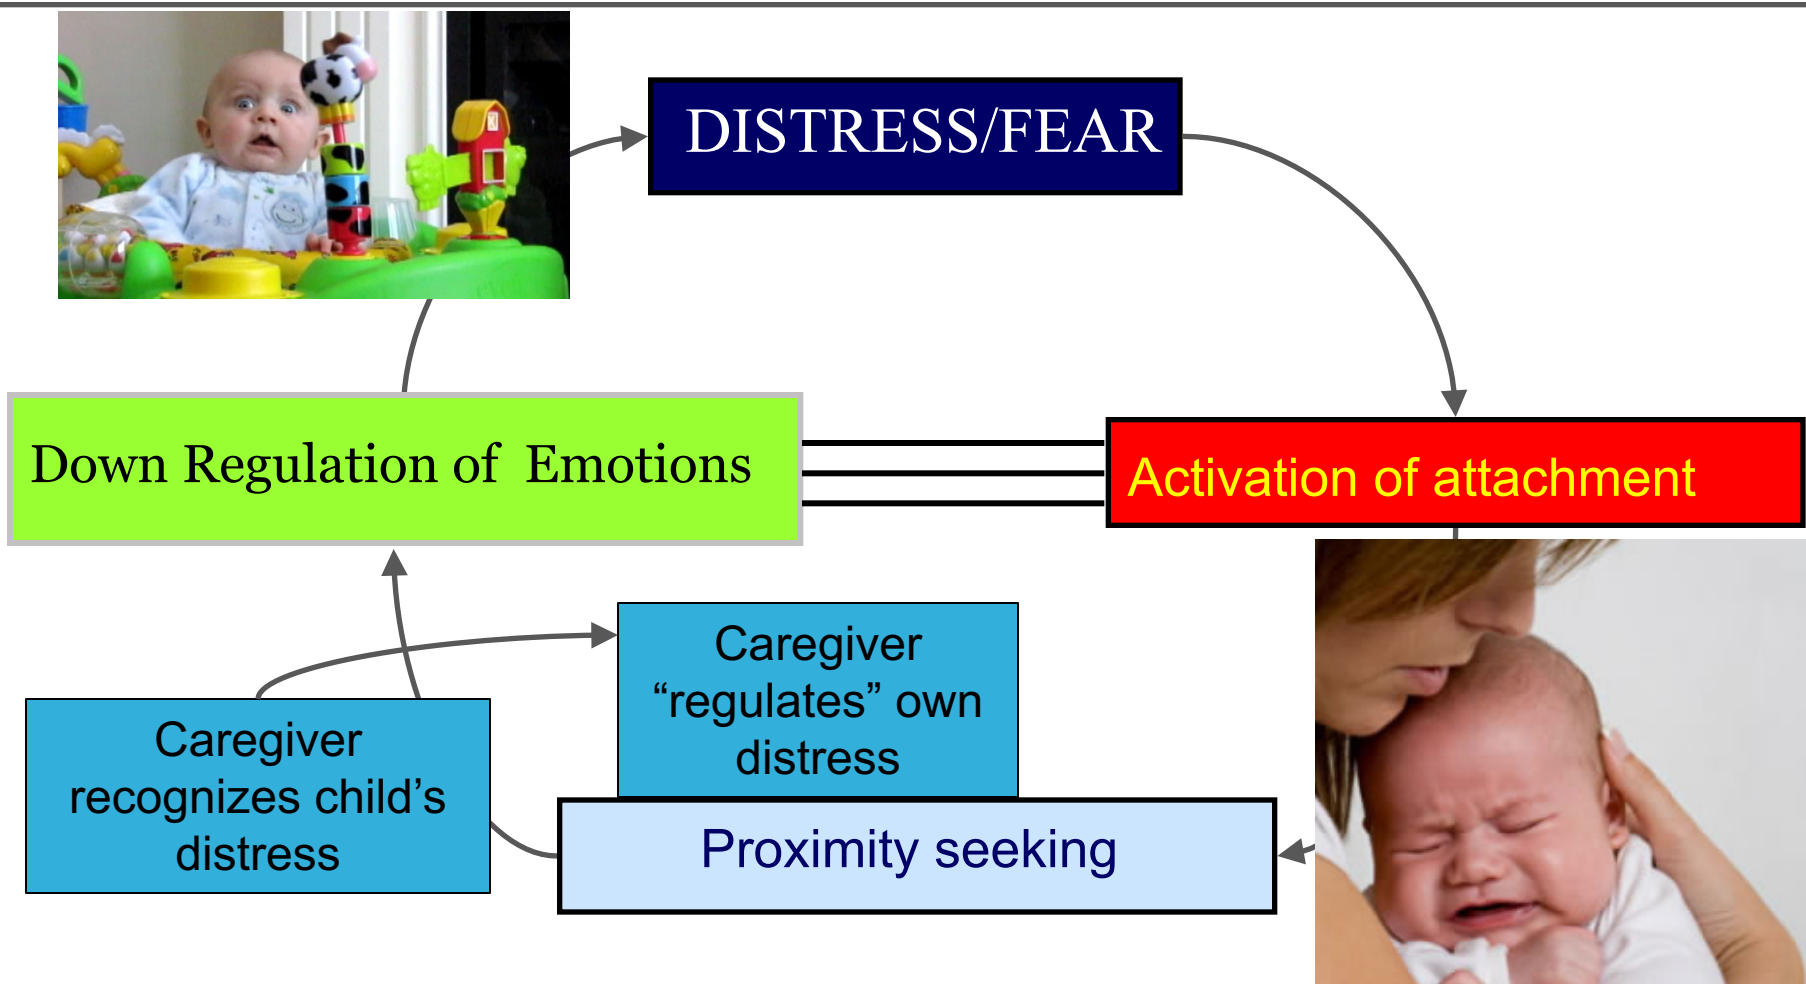 DISTRESS/FEAR
Down Regulation of  Emotions
Activation of attachment
Caregiver
“regulates” own
distress
Caregiver
recognizes child’s
distress
Proximity seeking